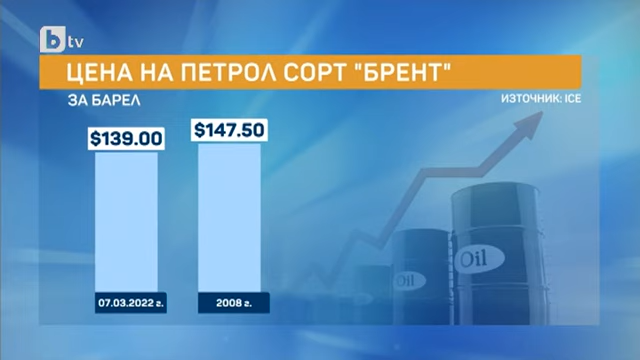 btv
ЦЕНА НА ПЕТРОЛ СОРТ "БРЕНТ"
ЗА БАРЕЛ
ИЗТОЧНИК: ICE
$139.00
$147.50
07.03.2022 г.
2008 г.
Oil
Oil